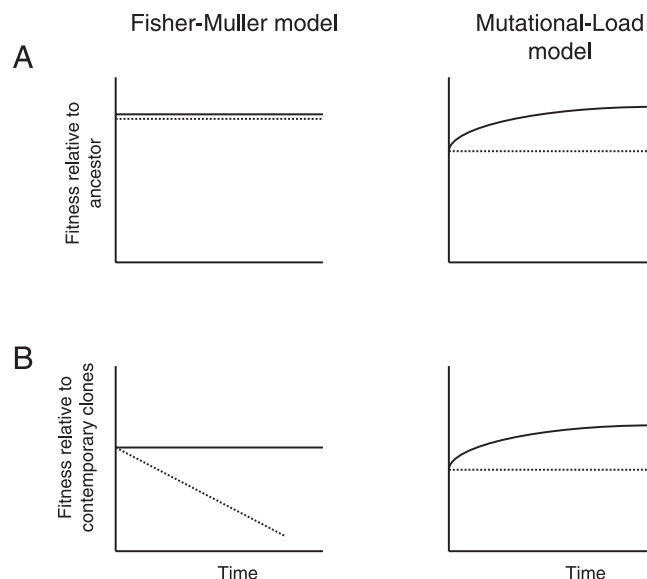 Fisher-Muller model
Mutational-Load
model
A
Fitness relative to
ancestor
B
Fitness relative to
contemporary clones
Time
Time